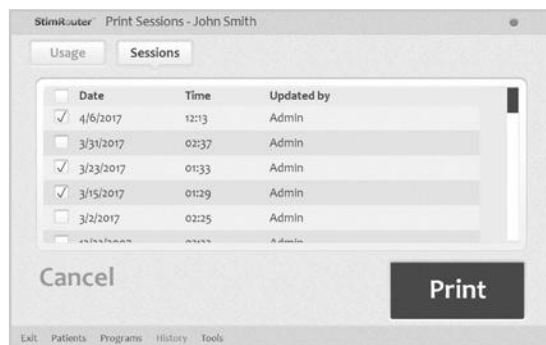 StimRouter™ Print Sessions - John Smith
Usage Sessions
Date Time Updated by
4/6/2017 12:13 Admin
3/31/2017 02:37 Admin
3/23/2017 01:33 Admin
3/15/2017 01:29 Admin
3/2/2017 02:25 Admin
Admin
Cancel Print
Exit Patients Programs History Tools